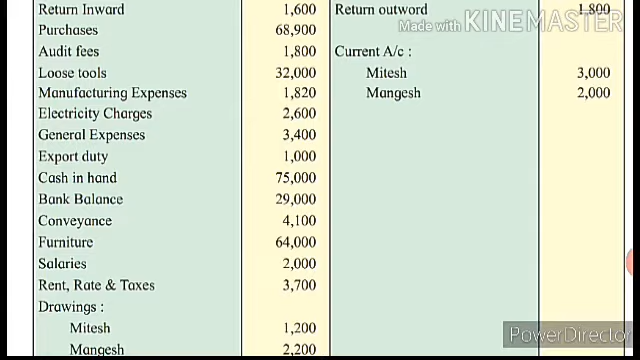 Return Inward 1,600 Return outword 1,800
Made with KINEMASTER
Purchases 68,900
Audit fees 1,800 Current A/c :
Loose tools 32,000 Mitesh 3,000
Manufacturing Expenses 1,820 Mangesh 2,000
Electricity Charges 2,600
General Expenses 3,400
Export duty 1,000
Cash in hand 75,000
Bank Balance 29,000
Conveyance 4,100
Furniture 64,000
Salaries 2,000
Rent, Rate & Taxes 3,700
Drawings :
Mitesh 1,200
PowerDirector
Mangesh 2,200